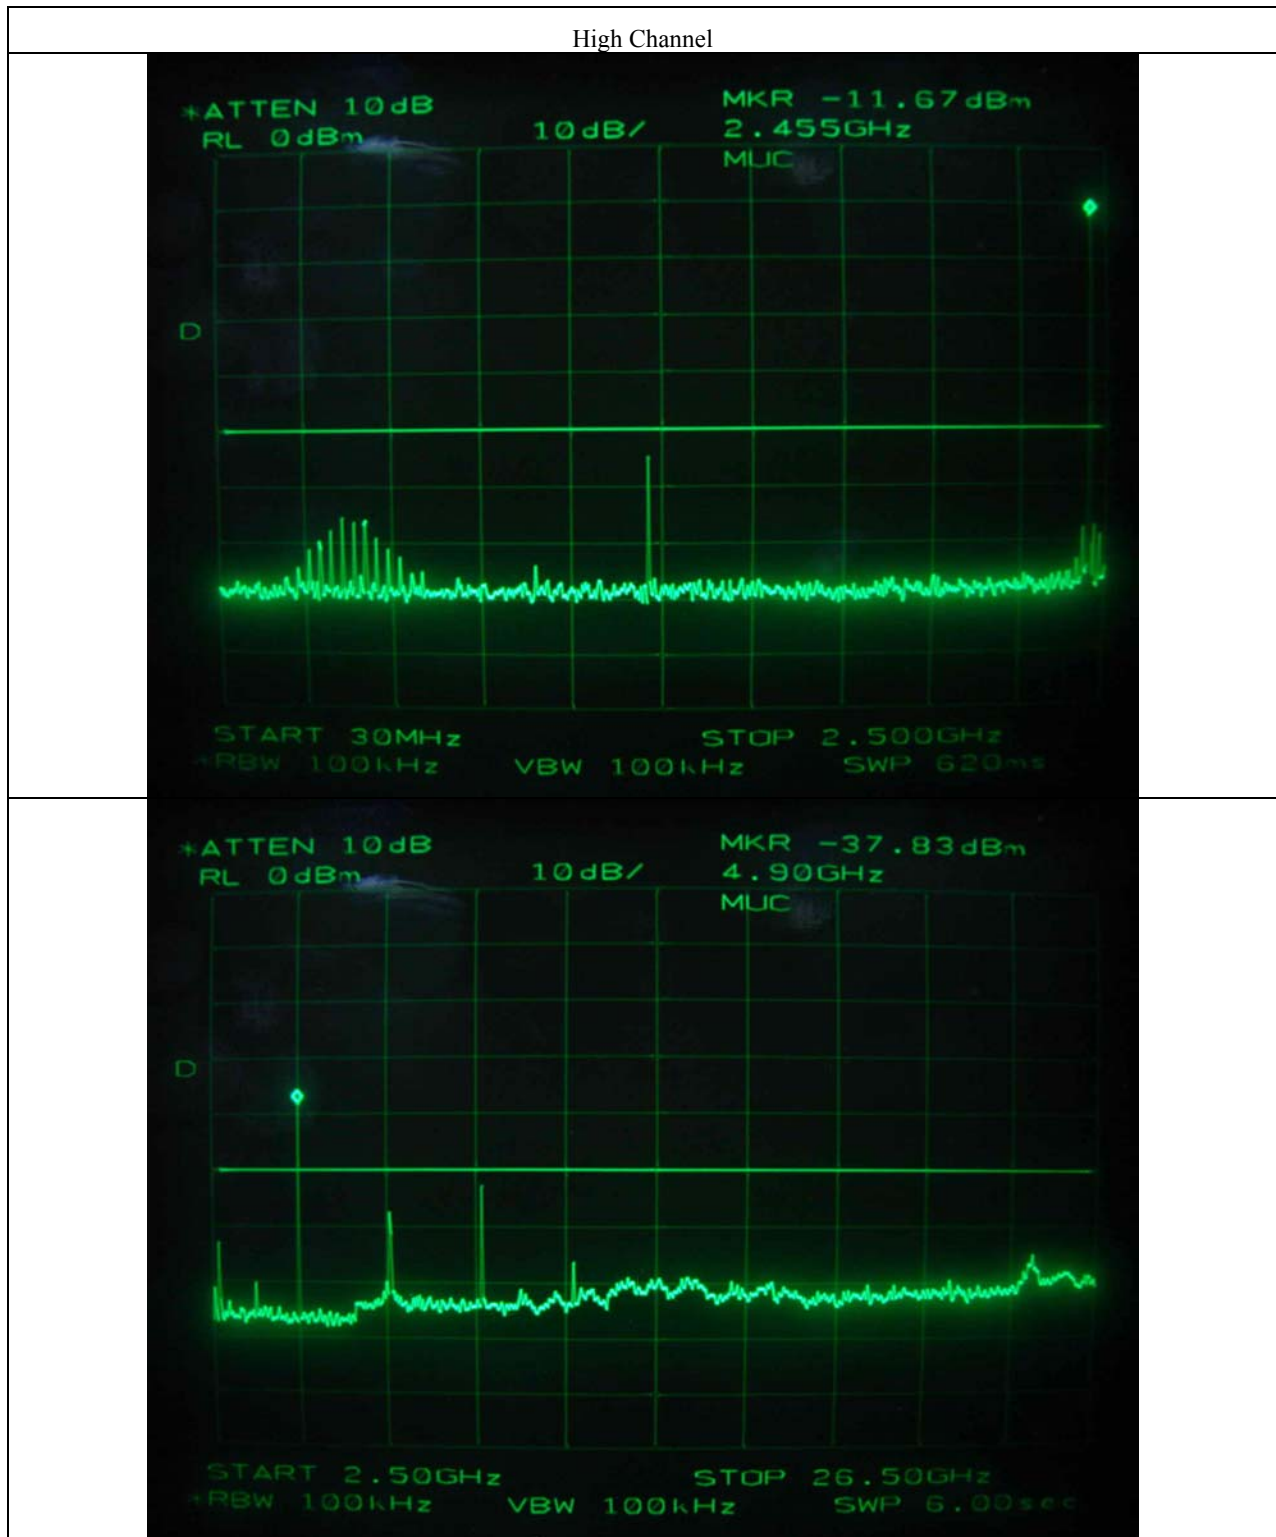 High Channel
*ATTEN 10dB
RL 0dBm
10dB/
MKR -11.67dBm
2.455GHz
MUC
D
START 30MHz
STOP 2.500GHz
*RBW 100kHz
VBW 100kHz
SWP 620ms
*ATTEN 10dB
RL 0dBm
10dB/
MKR -37.83dBm
4.90GHz
MUC
D
START 2.50GHz
STOP 26.50GHz
*RBW 100kHz
VBW 100kHz
SWP 6.00sec